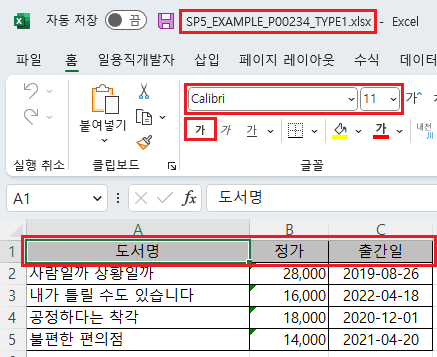 자동 저장 끔 SP5_EXAMPLE_P00234_TYPE1.xlsx - Excel
파일 홈 일용직개발자 삽입 페이지 레이아웃 수식 데이터
붙여넣기 Calibri 11 가^
가 가 가 가 내천
실행 취소 클립보드 글꼴
A1 fx 도서명
A B C
1 도서명 정가 출간일
2 사람일까 상황일까 28,000 2019-08-26
3 내가 틀릴 수도 있습니다 16,000 2022-04-18
4 공정하다는 착각 18,000 2020-12-01
5 불편한 편의점 14,000 2021-04-20